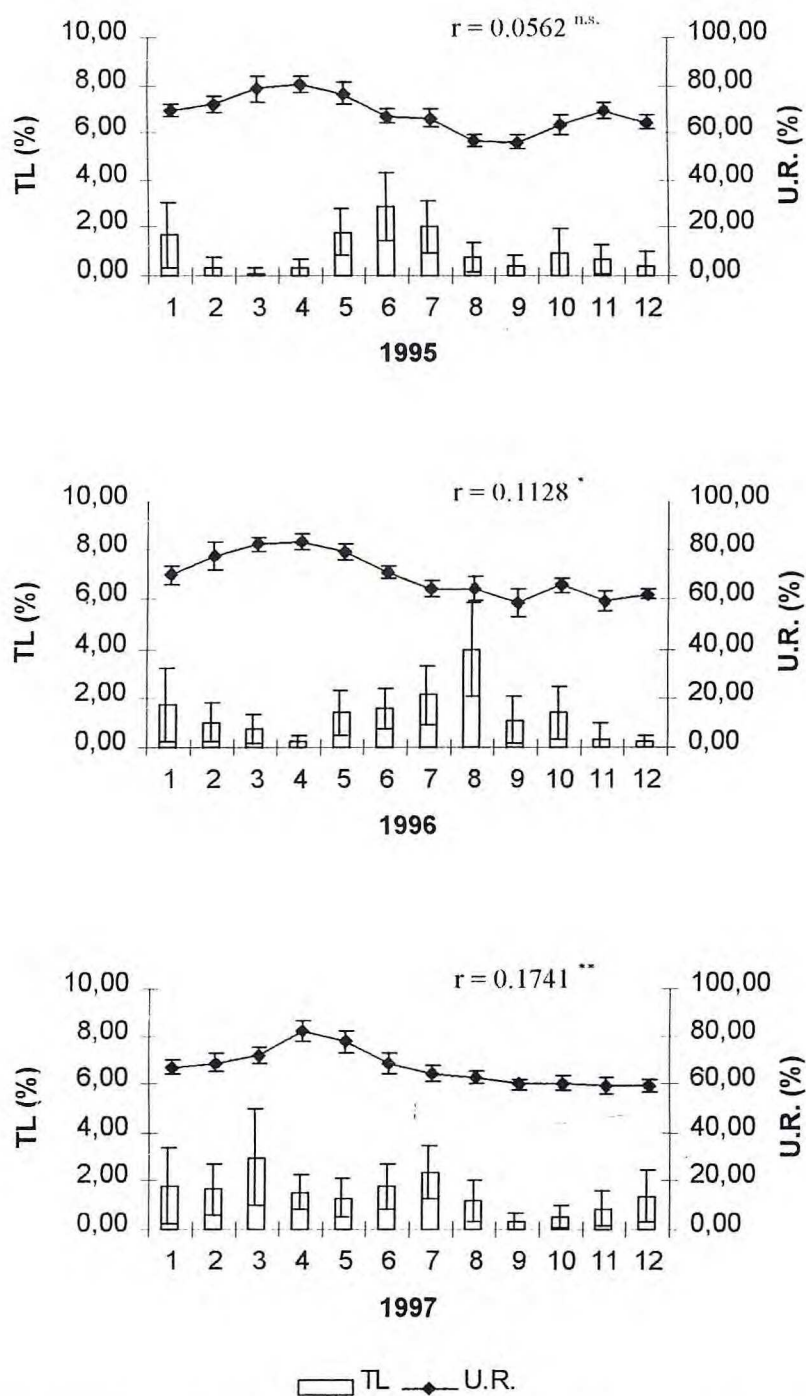 r = 0.0562 n.s.
10,00 100,00
8,00 80,00
6,00 60,00
4,00 40,00
2,00 20,00
0,00 0,00
TL (%)
U.R. (%)
1 2 3 4 5 6 7 8 9 10 11 12
1995
r = 0.1128 *
10,00 100,00
8,00 80,00
6,00 60,00
4,00 40,00
2,00 20,00
0,00 0,00
TL (%)
U.R. (%)
1 2 3 4 5 6 7 8 9 10 11 12
1996
r = 0.1741 **
10,00 100,00
8,00 80,00
6,00 60,00
4,00 40,00
2,00 20,00
0,00 0,00
TL (%)
U.R. (%)
1 2 3 4 5 6 7 8 9 10 11 12
1997
TL U.R.